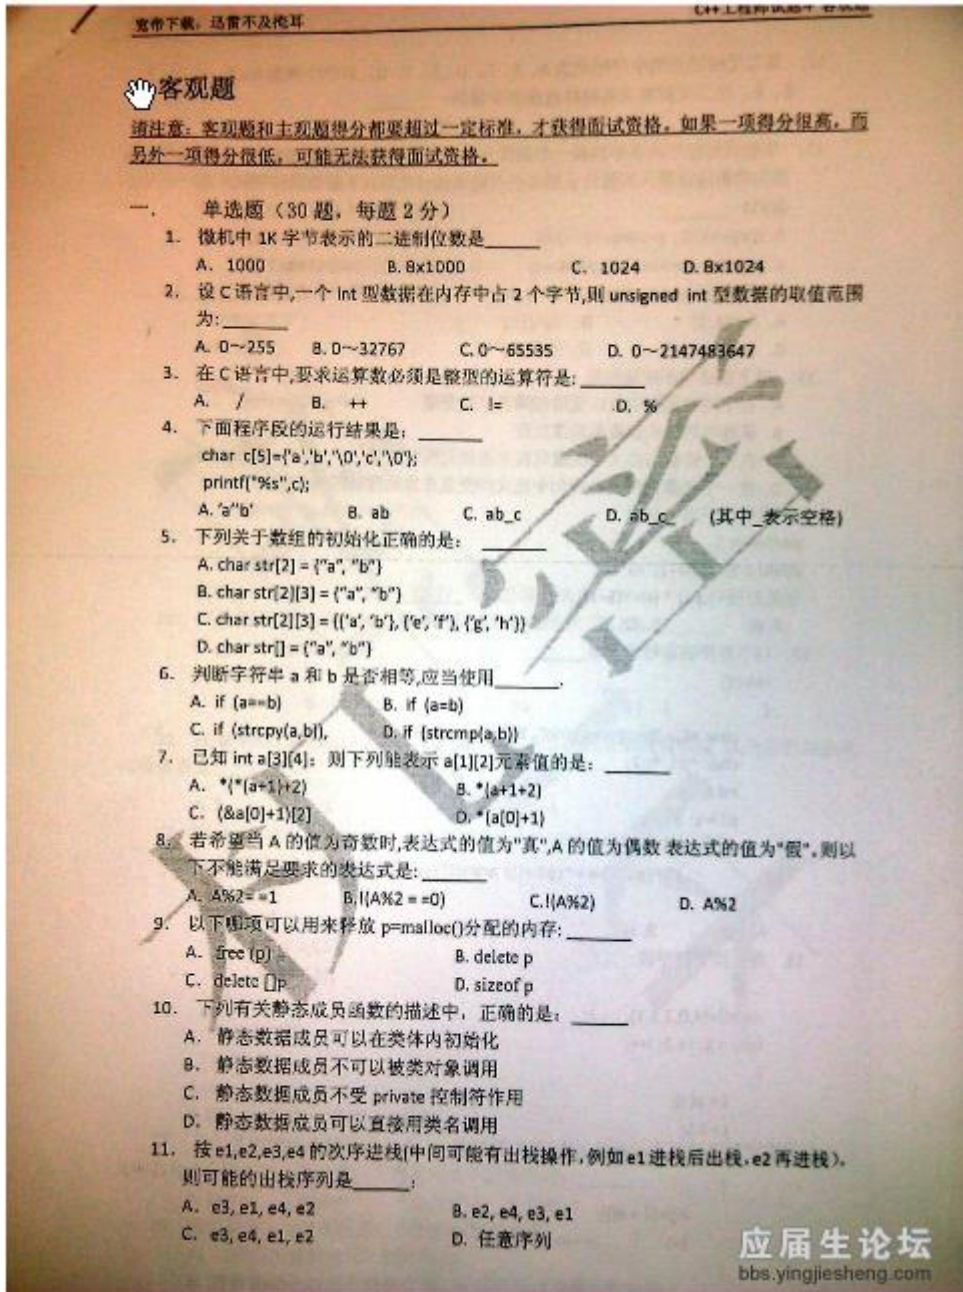 宽带下载，迅雷不及掩耳
客观题
请注意：客观题和主观题得分都要超过一定标准，才获得面试资格。如果一项得分很高，而
另外一项得分很低，可能无法获得面试资格。
一． 单选题（30 题，每题 2 分）
1. 微机中 1K 字节表示的二进制位数是______
A. 1000 B. 8x1000 C. 1024 D. 8x1024
2. 设 C 语言中,一个 int 型数据在内存中占 2 个字节,则 unsigned int 型数据的取值范围
为:______
A. 0～255 B. 0～32767 C. 0～65535 D. 0～2147483647
3. 在 C 语言中,要求运算数必须是整型的运算符是:______
A. / B. ++ C. != D. %
4. 下面程序段的运行结果是：______
char c[5]={'a','b','\0','c','\0'};
printf("%s",c);
A. 'a''b' B. ab C. ab_c D. ab_c_ (其中_表示空格)
5. 下列关于数组的初始化正确的是：______
A. char str[2] = {"a", "b"}
B. char str[2][3] = {"a", "b"}
C. char str[2][3] = {{'a', 'b'}, {'e', 'f'}, {'g', 'h'}}
D. char str[] = {"a", "b"}
6. 判断字符串 a 和 b 是否相等,应当使用______.
A. if (a==b) B. if (a=b)
C. if (strcpy(a,b)), D. if (strcmp(a,b))
7. 已知 int a[3][4]；则下列能表示 a[1][2]元素值的是：______
A. *(*(a+1)+2) B. *(a+1+2)
C. (&a[0]+1)[2] D. *(a[0]+1)
8. 若希望当 A 的值为奇数时,表达式的值为"真",A 的值为偶数 表达式的值为"假"。则以
下不能满足要求的表达式是:______
A. A%2= =1 B.!(A%2 = =0) C.!(A%2) D. A%2
9. 以下哪项可以用来释放 p=malloc()分配的内存:______
A. free (p) B. delete p
C. delete []p D. sizeof p
10. 下列有关静态成员函数的描述中，正确的是：______
A. 静态数据成员可以在类体内初始化
B. 静态数据成员不可以被类对象调用
C. 静态数据成员不受 private 控制符作用
D. 静态数据成员可以直接用类名调用
11. 按 e1,e2,e3,e4 的次序进栈(中间可能有出栈操作,例如 e1 进栈后出栈,e2 再进栈)。
则可能的出栈序列是______：
A. e3, e1, e4, e2 B. e2, e4, e3, e1
C. e3, e4, e1, e2 D. 任意序列
应届生论坛
bbs.yingjiesheng.com